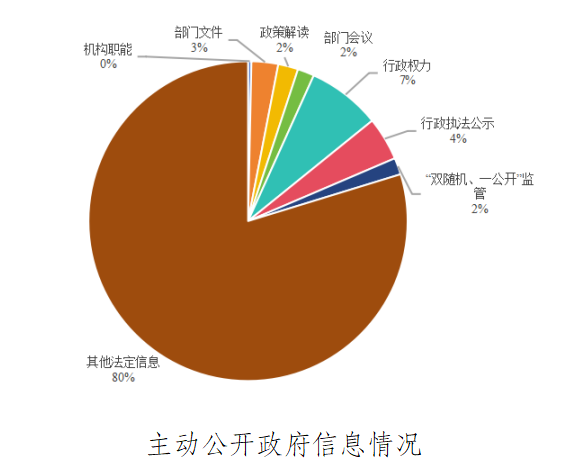 机构职能
0%
部门文件
3%
政策解读
2%
部门会议
2%
行政权力
7%
行政执法公示
4%
“双随机、一公开”监
管
2%
其他法定信息
80%
主动公开政府信息情况